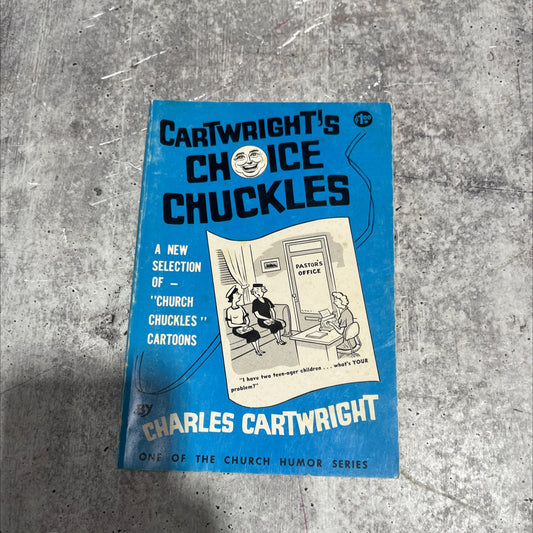 CARTWRIGHT'S
$1.00
CHOICE
CHUCKLES
A NEW
SELECTION
OF —
"CHURCH
CHUCKLES"
CARTOONS
PASTOR'S
OFFICE
"I have two teen-ager children . . . what's YOUR
problem?"
By
CHARLES CARTWRIGHT
ONE OF THE CHURCH HUMOR SERIES